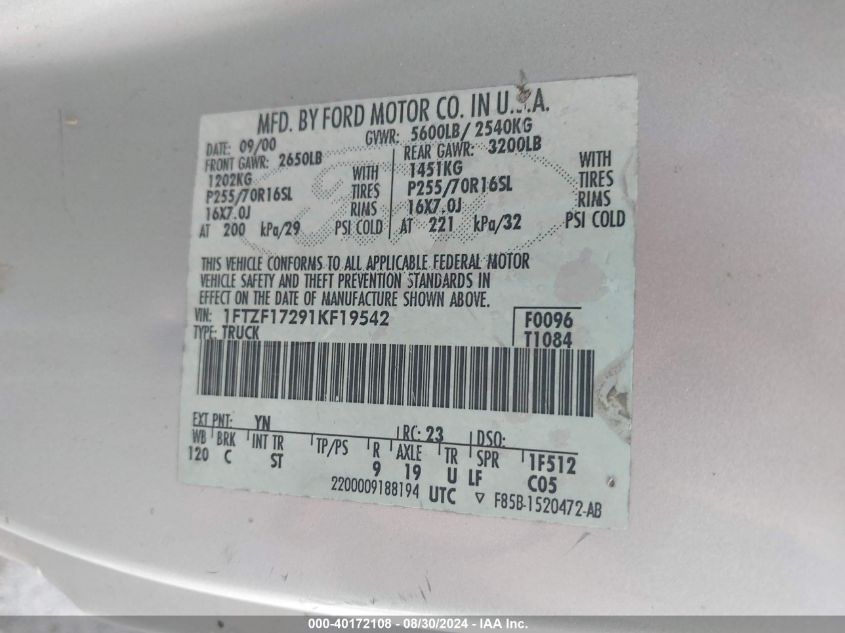 MFD. BY FORD MOTOR CO. IN U.S.A.
DATE: 09/00 GVWR: 5600LB/ 2540KG
FRONT GAWR: 2650LB REAR GAWR: 3200LB
1202KG WITH 1451KG WITH
P255/70R16SL TIRES P255/70R16SL TIRES
16X7.0J RIMS 16X7.0J RIMS
AT 200 kPa/29 PSI COLD AT 221 kPa/32 PSI COLD
THIS VEHICLE CONFORMS TO ALL APPLICABLE FEDERAL MOTOR
VEHICLE SAFETY AND THEFT PREVENTION STANDARDS IN
EFFECT ON THE DATE OF MANUFACTURE SHOWN ABOVE.
VIN: 1FTZF17291KF19542 F0096
TYPE: TRUCK T1084
EXT PNT: YN RC: 23 DSO:
WB BRK INT TR TP/PS R AXLE TR SPR 1F512
120 C ST 9 19 U LF C05
2200009188194 UTC ▽ F85B-1520472-AB
000-40172108 - 08/30/2024 - IAA Inc.